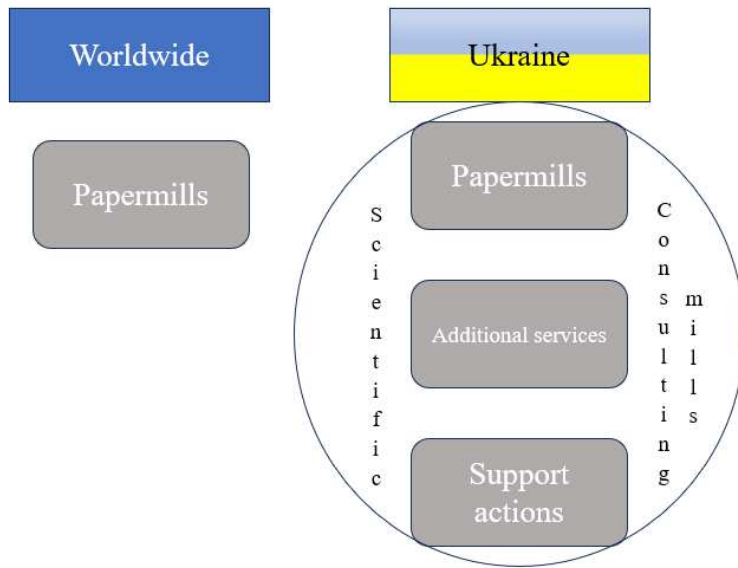 Worldwide
Ukraine
Papermills
Papermills
Scientific
Consulting
mills
Additional services
Support
actions